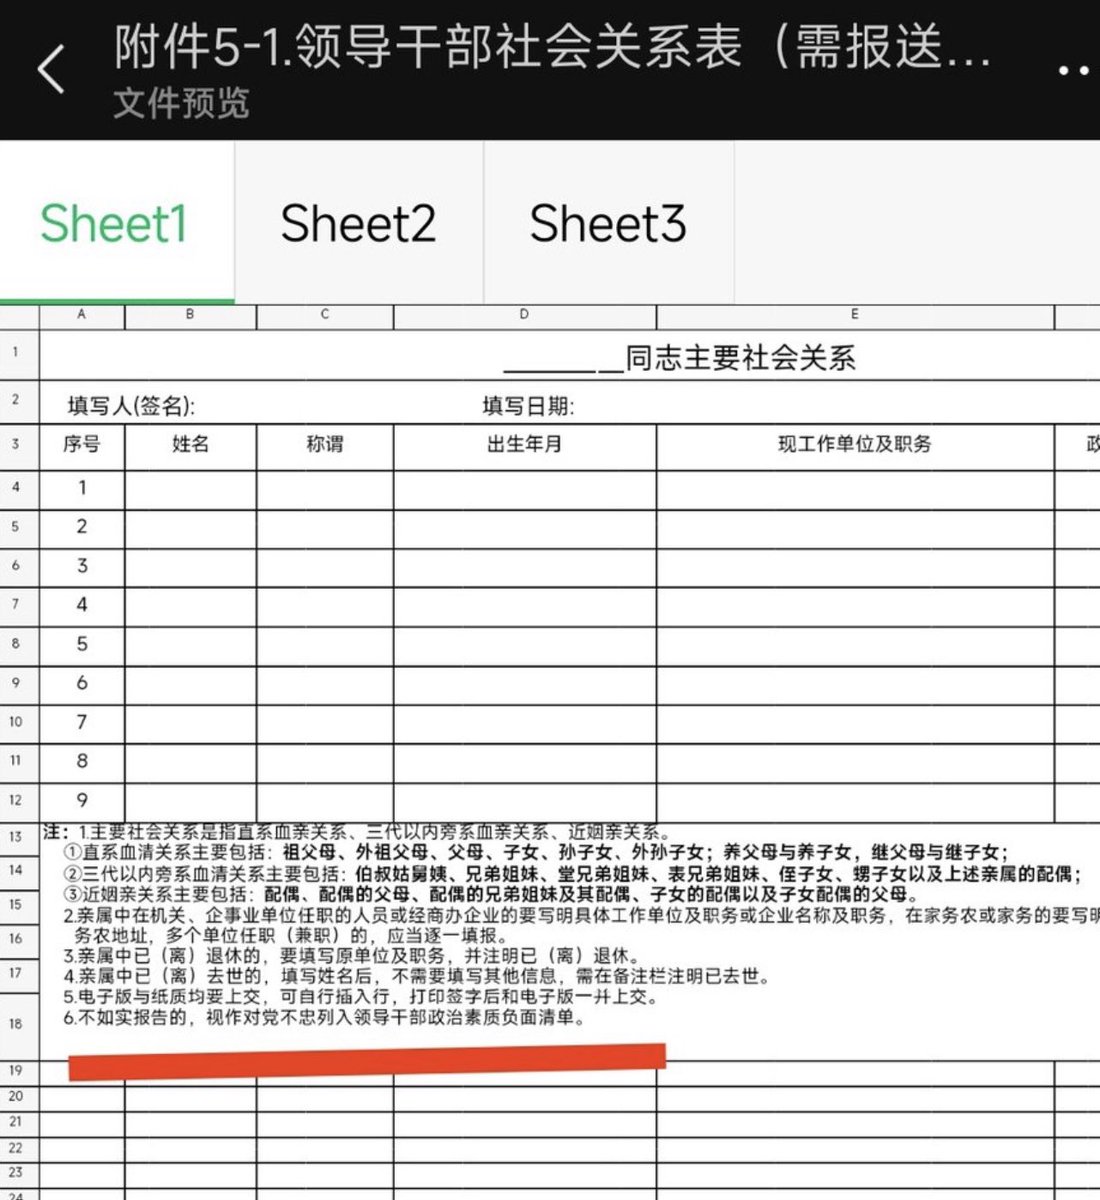 附件5-1.领导干部社会关系表（需报送...
文件预览
Sheet1 Sheet2 Sheet3
A B C D E
1 ________同志主要社会关系
2 填写人(签名): 填写日期:
3 序号 姓名 称谓 出生年月 现工作单位及职务 政
4 1
5 2
6 3
7 4
8 5
9 6
10 7
11 8
12 9
13 注：1.主要社会关系是指直系血亲关系、三代以内旁系血亲关系、近姻亲关系。
①直系血清关系主要包括：祖父母、外祖父母、父母、子女、孙子女、外孙子女；养父母与养子女，继父母与继子女；
14 ②三代以内旁系血清关系主要包括：伯叔姑舅姨、兄弟姐妹、堂兄弟姐妹、表兄弟姐妹、侄子女、甥子女以及上述亲属的配偶；
15 ③近姻亲关系主要包括：配偶、配偶的父母、配偶的兄弟姐妹及其配偶、子女的配偶以及子女配偶的父母。
2.亲属中在机关、企事业单位任职的人员或经商办企业的要写明具体工作单位及职务或企业名称及职务，在家务农或家务的要写明
16 务农地址，多个单位任职（兼职）的，应当逐一填报。
3.亲属中已（离）退休的，要填写原单位及职务，并注明已（离）退休。
17 4.亲属中已（离）去世的，填写姓名后，不需要填写其他信息，需在备注栏注明已去世。
5.电子版与纸质均要上交，可自行插入行，打印签字后和电子版一并上交。
18 6.不如实报告的，视作对党不忠列入领导干部政治素质负面清单。
19
20
21
22
23
24